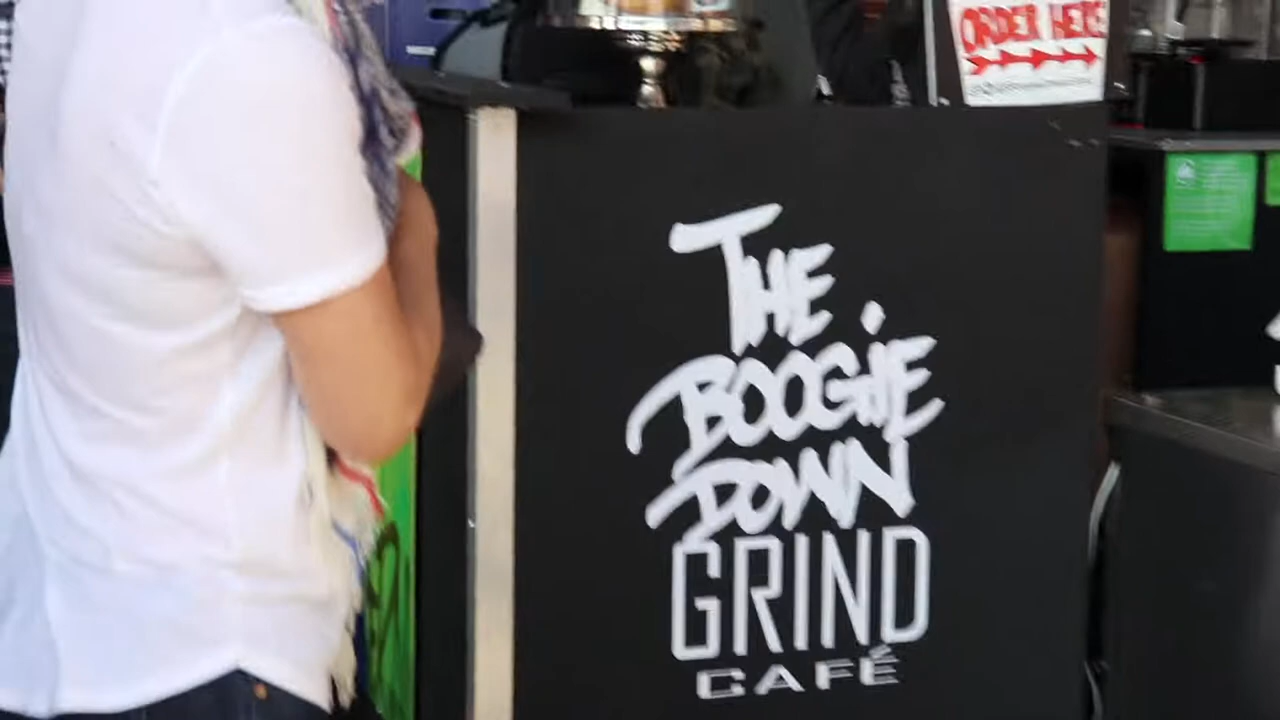 ORDER HERE
THE
BOOGIE
DOWN
GRIND
CAFÉ